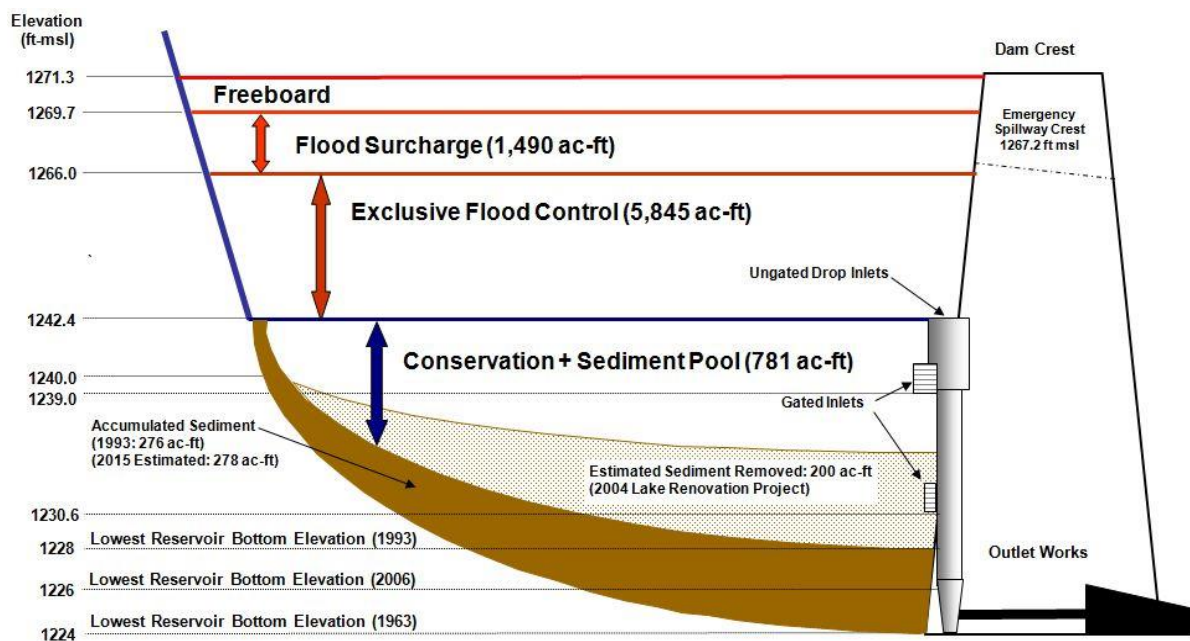 Elevation
(ft-msl)
Dam Crest
1271.3
Freeboard
1269.7
Emergency
Spillway Crest
1267.2 ft msl
Flood Surcharge (1,490 ac-ft)
1266.0
Exclusive Flood Control (5,845 ac-ft)
Ungated Drop Inlets
1242.4
Conservation + Sediment Pool (781 ac-ft)
1240.0
1239.0
Gated Inlets
Accumulated Sediment
(1993: 276 ac-ft)
(2015 Estimated: 278 ac-ft)
Estimated Sediment Removed: 200 ac-ft
(2004 Lake Renovation Project)
1230.6
Lowest Reservoir Bottom Elevation (1993)
1228
Outlet Works
Lowest Reservoir Bottom Elevation (2006)
1226
Lowest Reservoir Bottom Elevation (1963)
1224